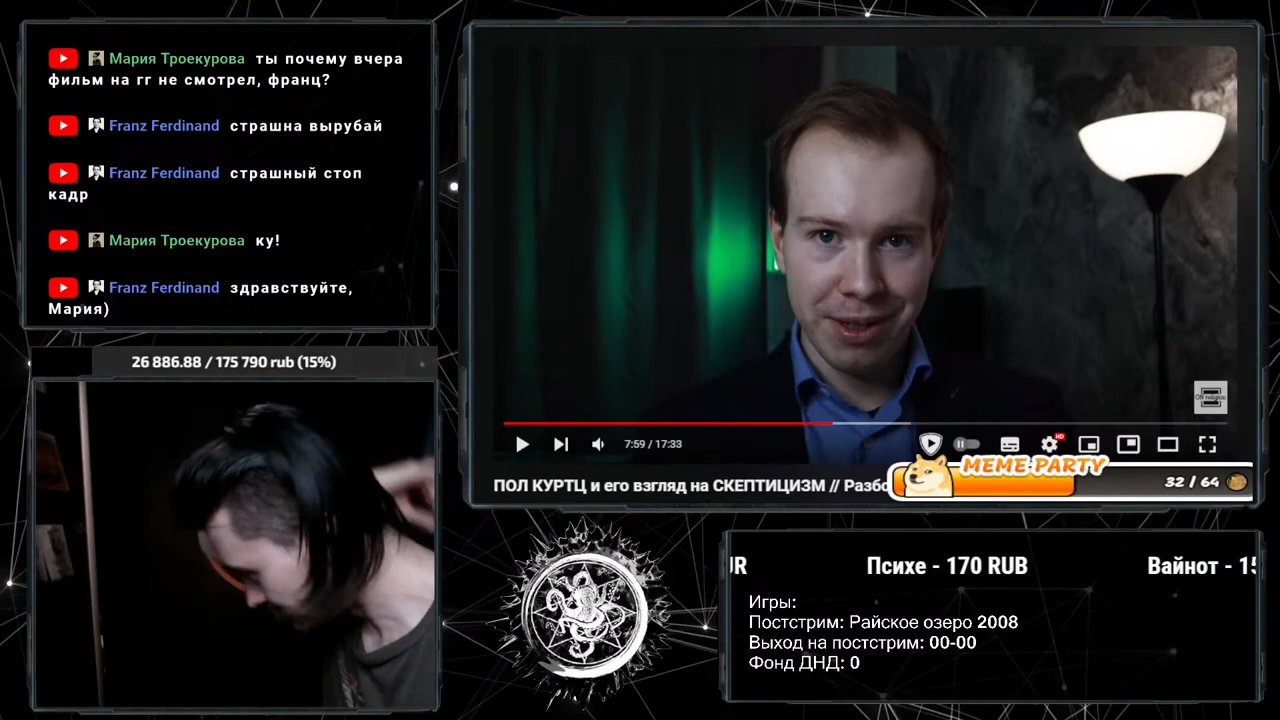 Мария Троекурова ты почему вчера
фильм на гг не смотрел, франц?
Franz Ferdinand страшна вырубай
Franz Ferdinand страшный стоп
кадр
Мария Троекурова ку!
Franz Ferdinand здравствуйте,
Мария)
26 886.88 / 175 790 rub (15%)
ON religion
7:59 / 17:33
HD
ПОЛ КУРТЦ и его взгляд на СКЕПТИЦИЗМ // Разбо
MEME PARTY
32 / 64
Психе - 170 RUB
Вайнот - 15
Игры:
Постстрим: Райское озеро 2008
Выход на постстрим: 00-00
Фонд ДНД: 0